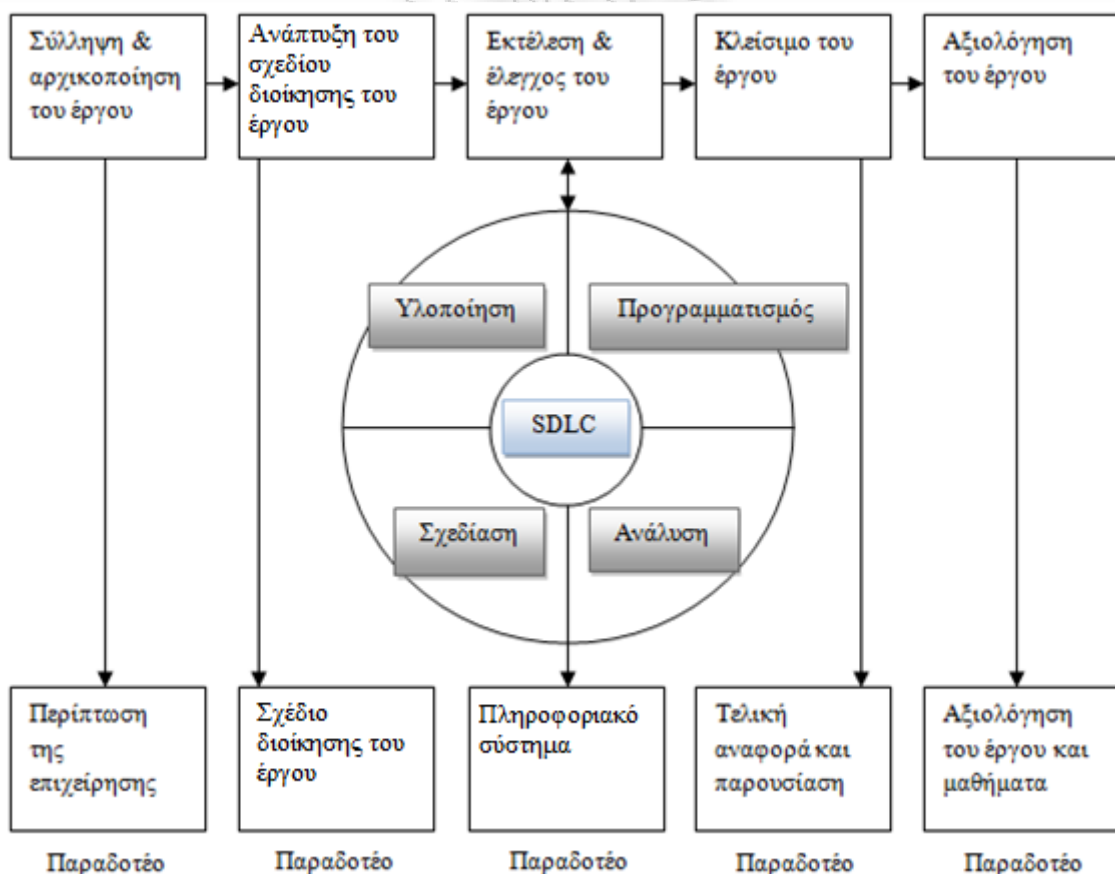 Σύλληψη &
αρχικοποίηση
του έργου
Ανάπτυξη του
σχεδίου
διοίκησης του
έργου
Εκτέλεση &
έλεγχος του
έργου
Κλείσιμο του
έργου
Αξιολόγηση
του έργου
Υλοποίηση
Προγραμματισμός
SDLC
Σχεδίαση
Ανάλυση
Περίπτωση
της
επιχείρησης
Σχέδιο
διοίκησης του
έργου
Πληροφοριακό
σύστημα
Τελική
αναφορά και
παρουσίαση
Αξιολόγηση
του έργου και
μαθήματα
Παραδοτέο
Παραδοτέο
Παραδοτέο
Παραδοτέο
Παραδοτέο